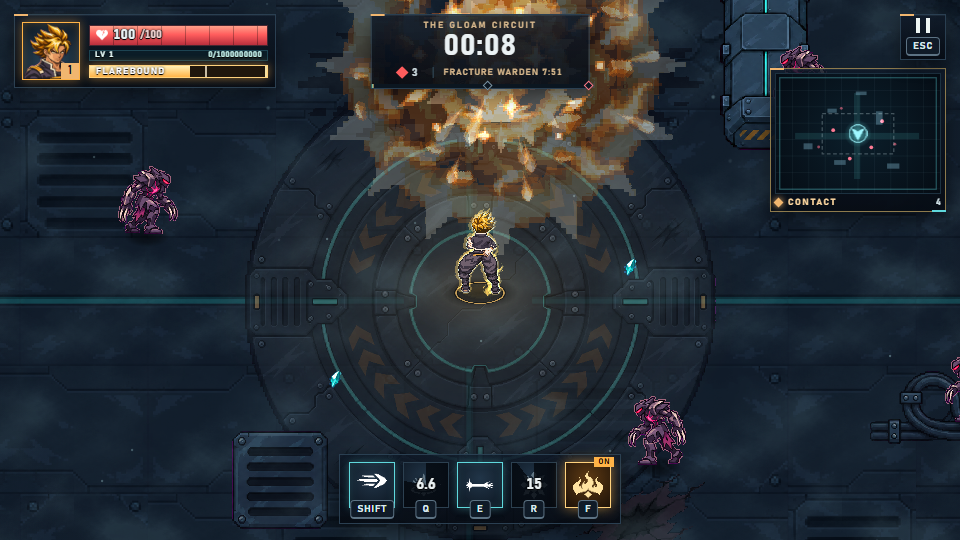 100 /100
LV 1
0/1000000000
1
FLAREBOUND
THE GLOAM CIRCUIT
00:08
3
FRACTURE WARDEN 7:51
ESC
CONTACT
4
6.6
15
ON
SHIFT
Q
E
R
F